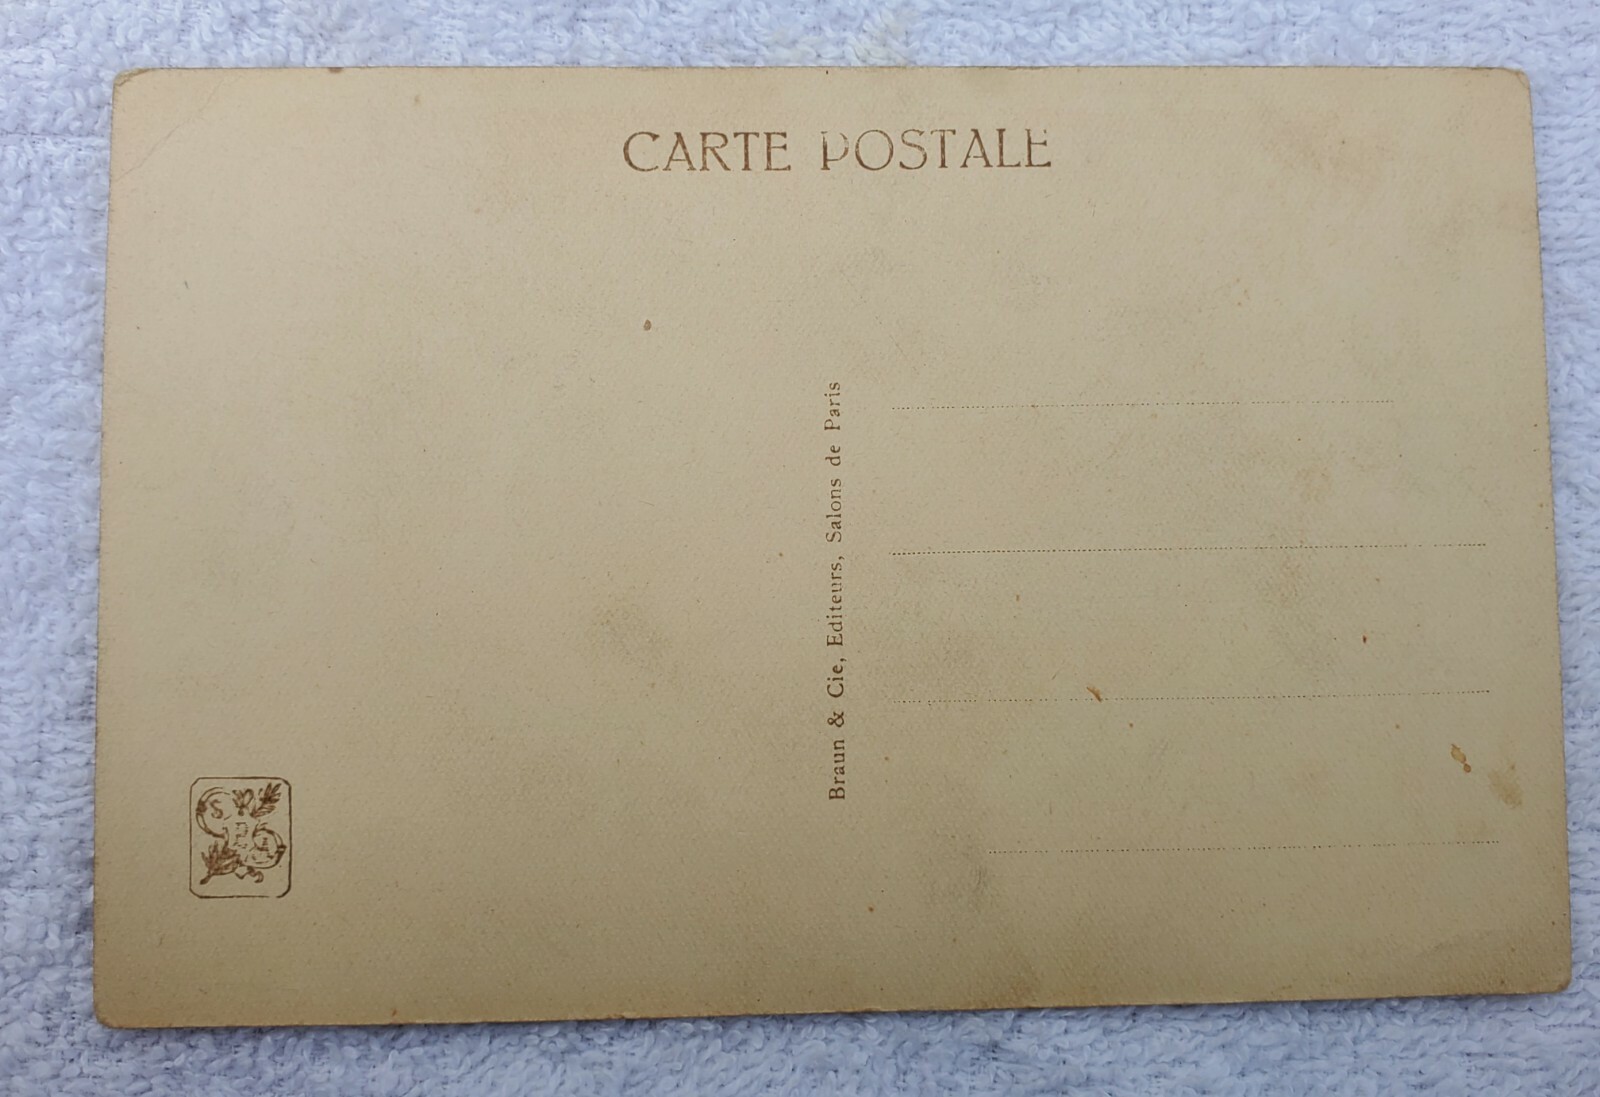 CARTE POSTALE
Braun & Cie, Editeurs, Salons de Paris